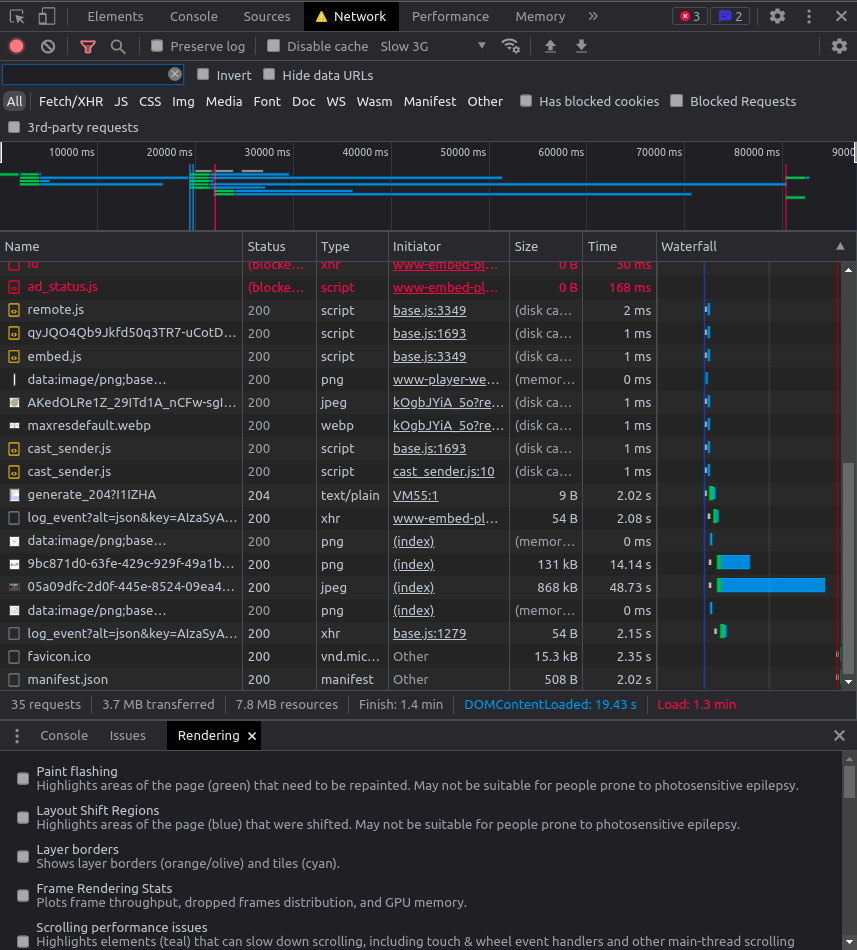 Elements Console Sources Network Performance Memory » 3 2
Preserve log Disable cache Slow 3G
Invert Hide data URLs
All Fetch/XHR JS CSS Img Media Font Doc WS Wasm Manifest Other Has blocked cookies Blocked Requests
3rd-party requests
10000 ms 20000 ms 30000 ms 40000 ms 50000 ms 60000 ms 70000 ms 80000 ms 9000
Name Status Type Initiator Size Time Waterfall
id (blocke... xhr www-embed-pl... 0 B 30 ms
ad_status.js (blocke... script www-embed-pl... 0 B 168 ms
remote.js 200 script base.js:3349 (disk ca... 2 ms
qyJQO4Qb9Jkfd50q3TR7-uCotD... 200 script base.js:1693 (disk ca... 1 ms
embed.js 200 script base.js:3349 (disk ca... 1 ms
data:image/png;base... 200 png www-player-we... (memor... 0 ms
AKedOLRe1Z_29ITd1A_nCFw-sgI... 200 jpeg kOgbJYiA_5o?re... (disk ca... 1 ms
maxresdefault.webp 200 webp kOgbJYiA_5o?re... (disk ca... 1 ms
cast_sender.js 200 script base.js:1693 (disk ca... 1 ms
cast_sender.js 200 script cast_sender.js:10 (disk ca... 1 ms
generate_204?I1IZHA 204 text/plain VM55:1 9 B 2.02 s
log_event?alt=json&key=AIzaSyA... 200 xhr www-embed-pl... 54 B 2.08 s
data:image/png;base... 200 png (index) (memor... 0 ms
9bc871d0-63fe-429c-929f-49a1b... 200 png (index) 131 kB 14.14 s
05a09dfc-2d0f-445e-8524-09ea4... 200 jpeg (index) 868 kB 48.73 s
data:image/png;base... 200 png (index) (memor... 0 ms
log_event?alt=json&key=AIzaSyA... 200 xhr base.js:1279 54 B 2.15 s
favicon.ico 200 vnd.mic... Other 15.3 kB 2.35 s
manifest.json 200 manifest Other 508 B 2.02 s
35 requests 3.7 MB transferred 7.8 MB resources Finish: 1.4 min DOMContentLoaded: 19.43 s Load: 1.3 min
Console Issues Rendering
Paint flashing
Highlights areas of the page (green) that need to be repainted. May not be suitable for people prone to photosensitive epilepsy.
Layout Shift Regions
Highlights areas of the page (blue) that were shifted. May not be suitable for people prone to photosensitive epilepsy.
Layer borders
Shows layer borders (orange/olive) and tiles (cyan).
Frame Rendering Stats
Plots frame throughput, dropped frames distribution, and GPU memory.
Scrolling performance issues
Highlights elements (teal) that can slow down scrolling, including touch & wheel event handlers and other main-thread scrolling